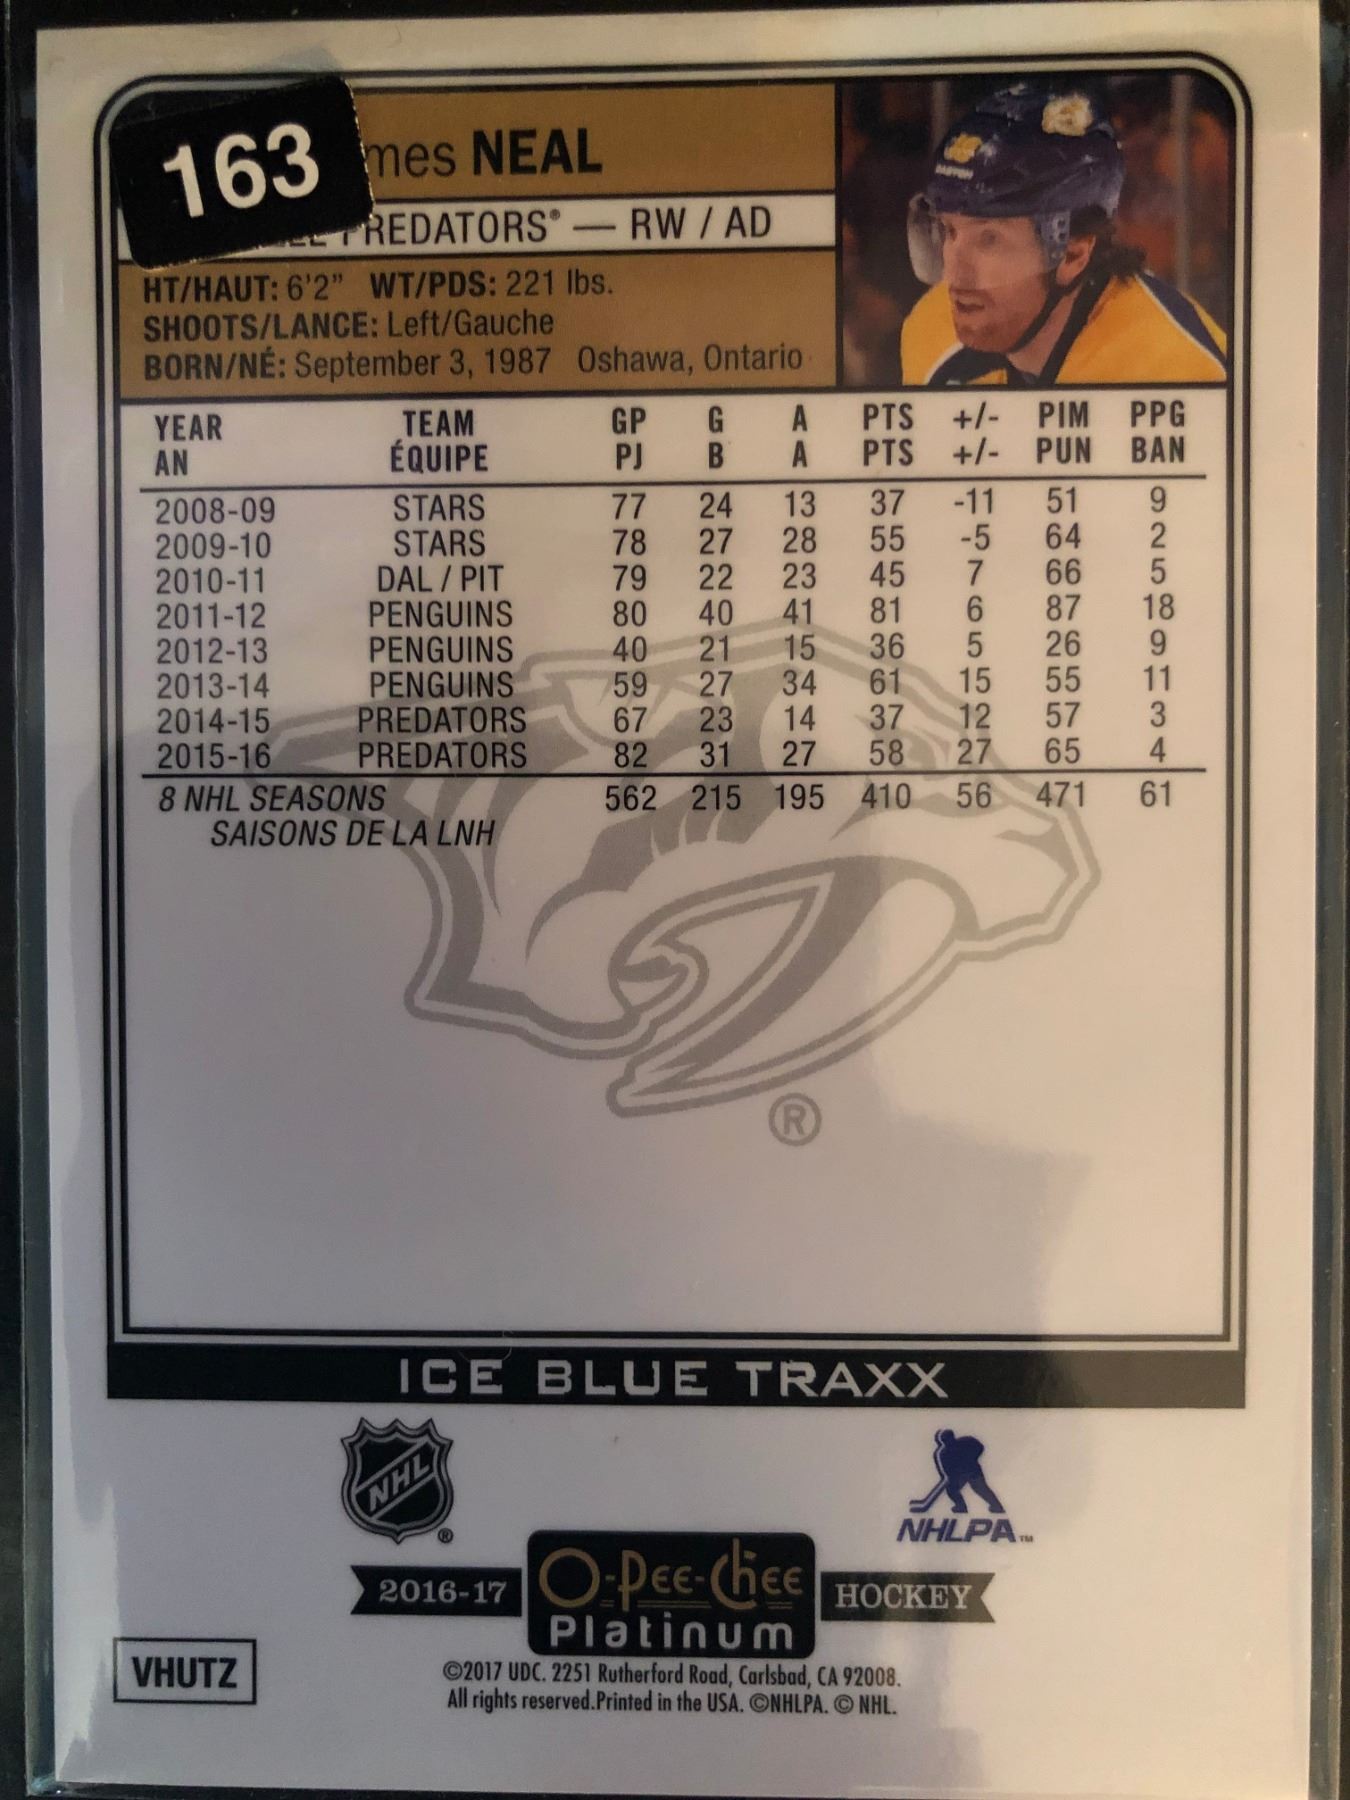 163
mes NEAL
PREDATORS® — RW / AD
HT/HAUT: 6'2" WT/PDS: 221 lbs.
SHOOTS/LANCE: Left/Gauche
BORN/NÉ: September 3, 1987 Oshawa, Ontario
YEAR TEAM GP G A PTS +/- PIM PPG
AN ÉQUIPE PJ B A PTS +/- PUN BAN
2008-09 STARS 77 24 13 37 -11 51 9
2009-10 STARS 78 27 28 55 -5 64 2
2010-11 DAL / PIT 79 22 23 45 7 66 5
2011-12 PENGUINS 80 40 41 81 6 87 18
2012-13 PENGUINS 40 21 15 36 5 26 9
2013-14 PENGUINS 59 27 34 61 15 55 11
2014-15 PREDATORS 67 23 14 37 12 57 3
2015-16 PREDATORS 82 31 27 58 27 65 4
8 NHL SEASONS 562 215 195 410 56 471 61
SAISONS DE LA LNH
®
ICE BLUE TRAXX
NHL ®
NHLPA™
2016-17 O-Pee-Chee HOCKEY
Platinum
VHUTZ
©2017 UDC. 2251 Rutherford Road, Carlsbad, CA 92008.
All rights reserved.Printed in the USA. ©NHLPA. © NHL.